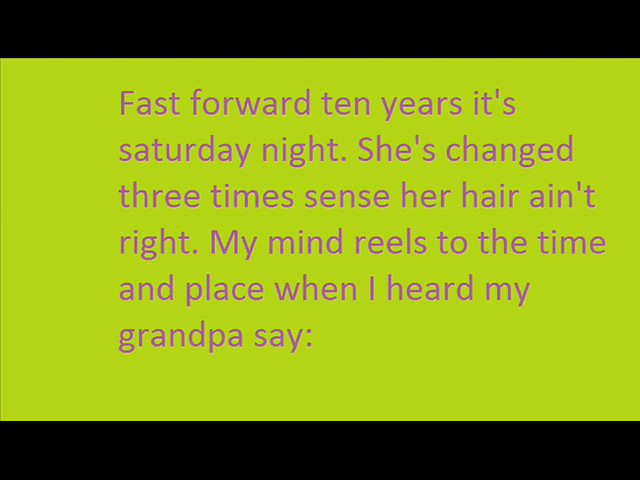 Fast forward ten years it's
saturday night. She's changed
three times sense her hair ain't
right. My mind reels to the time
and place when I heard my
grandpa say: